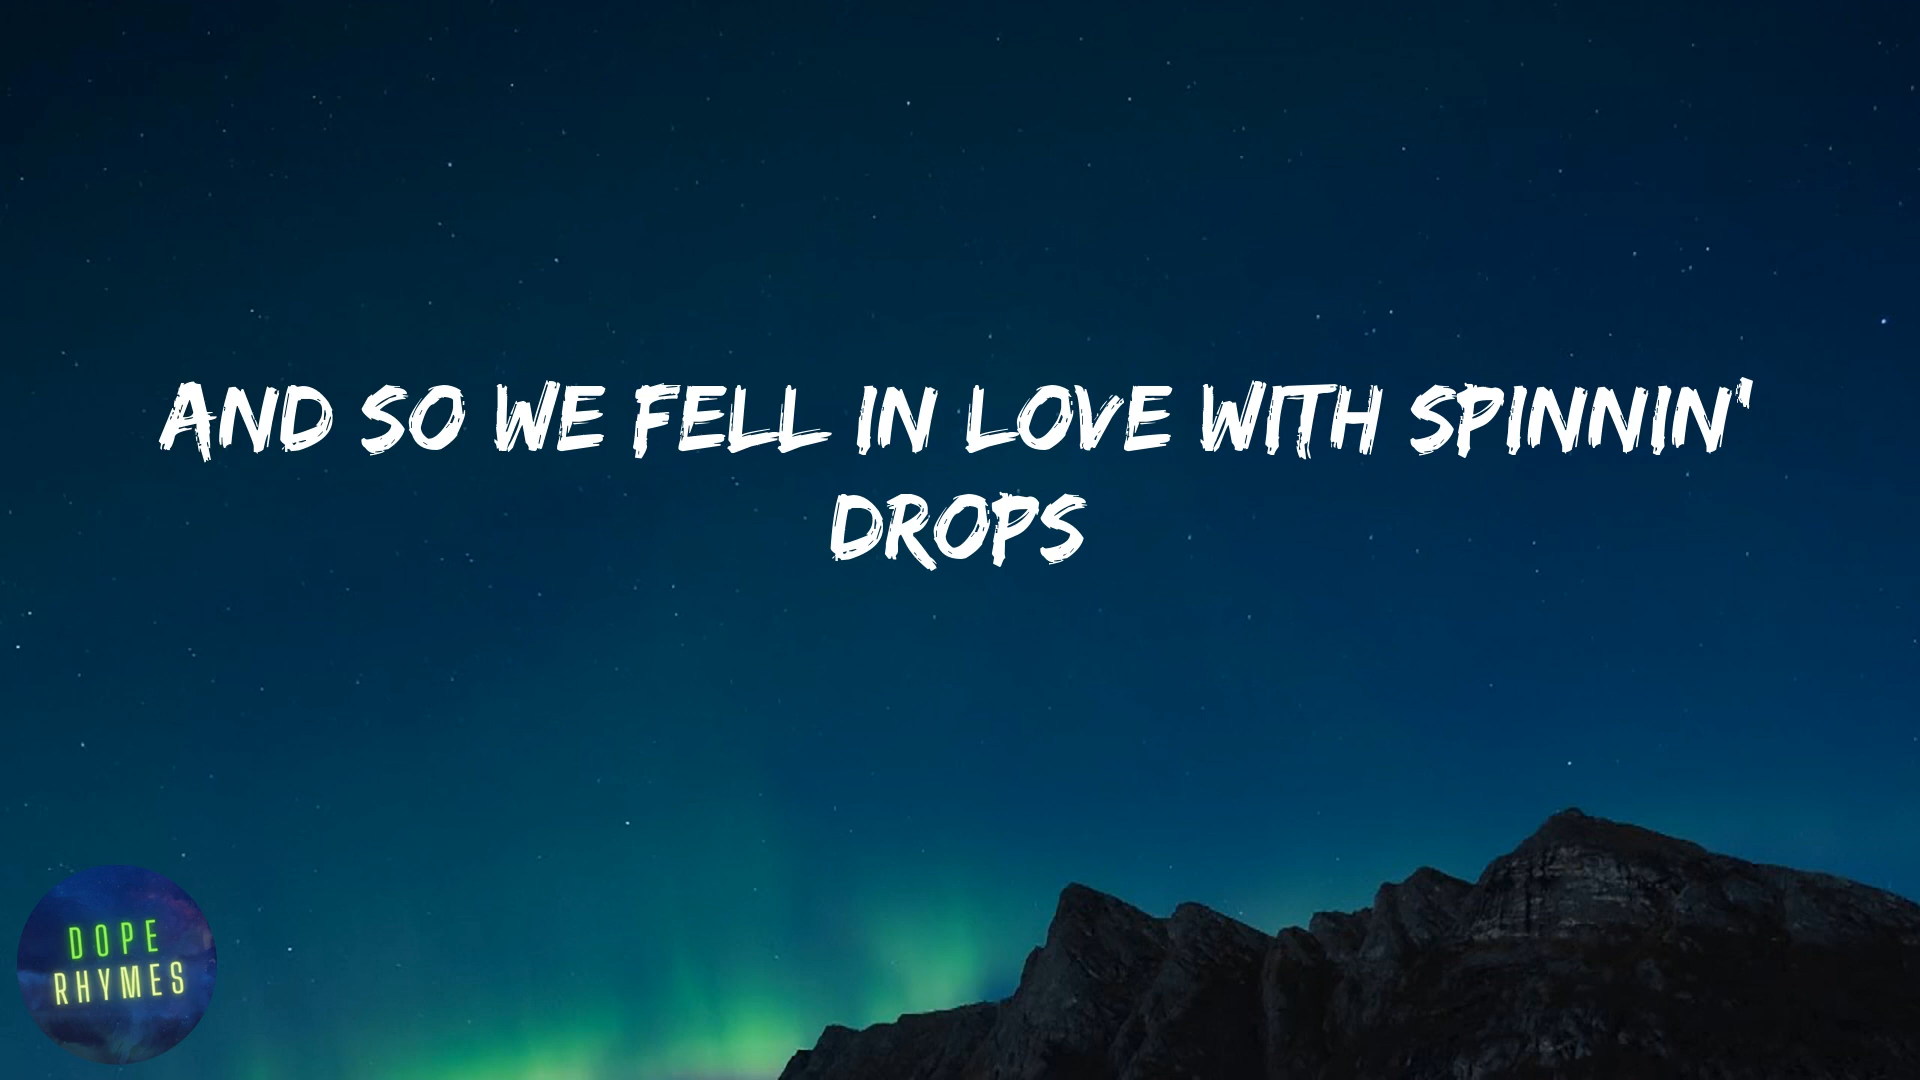 AND SO WE FELL IN LOVE WITH SPINNIN'
DROPS
DOPE
RHYMES